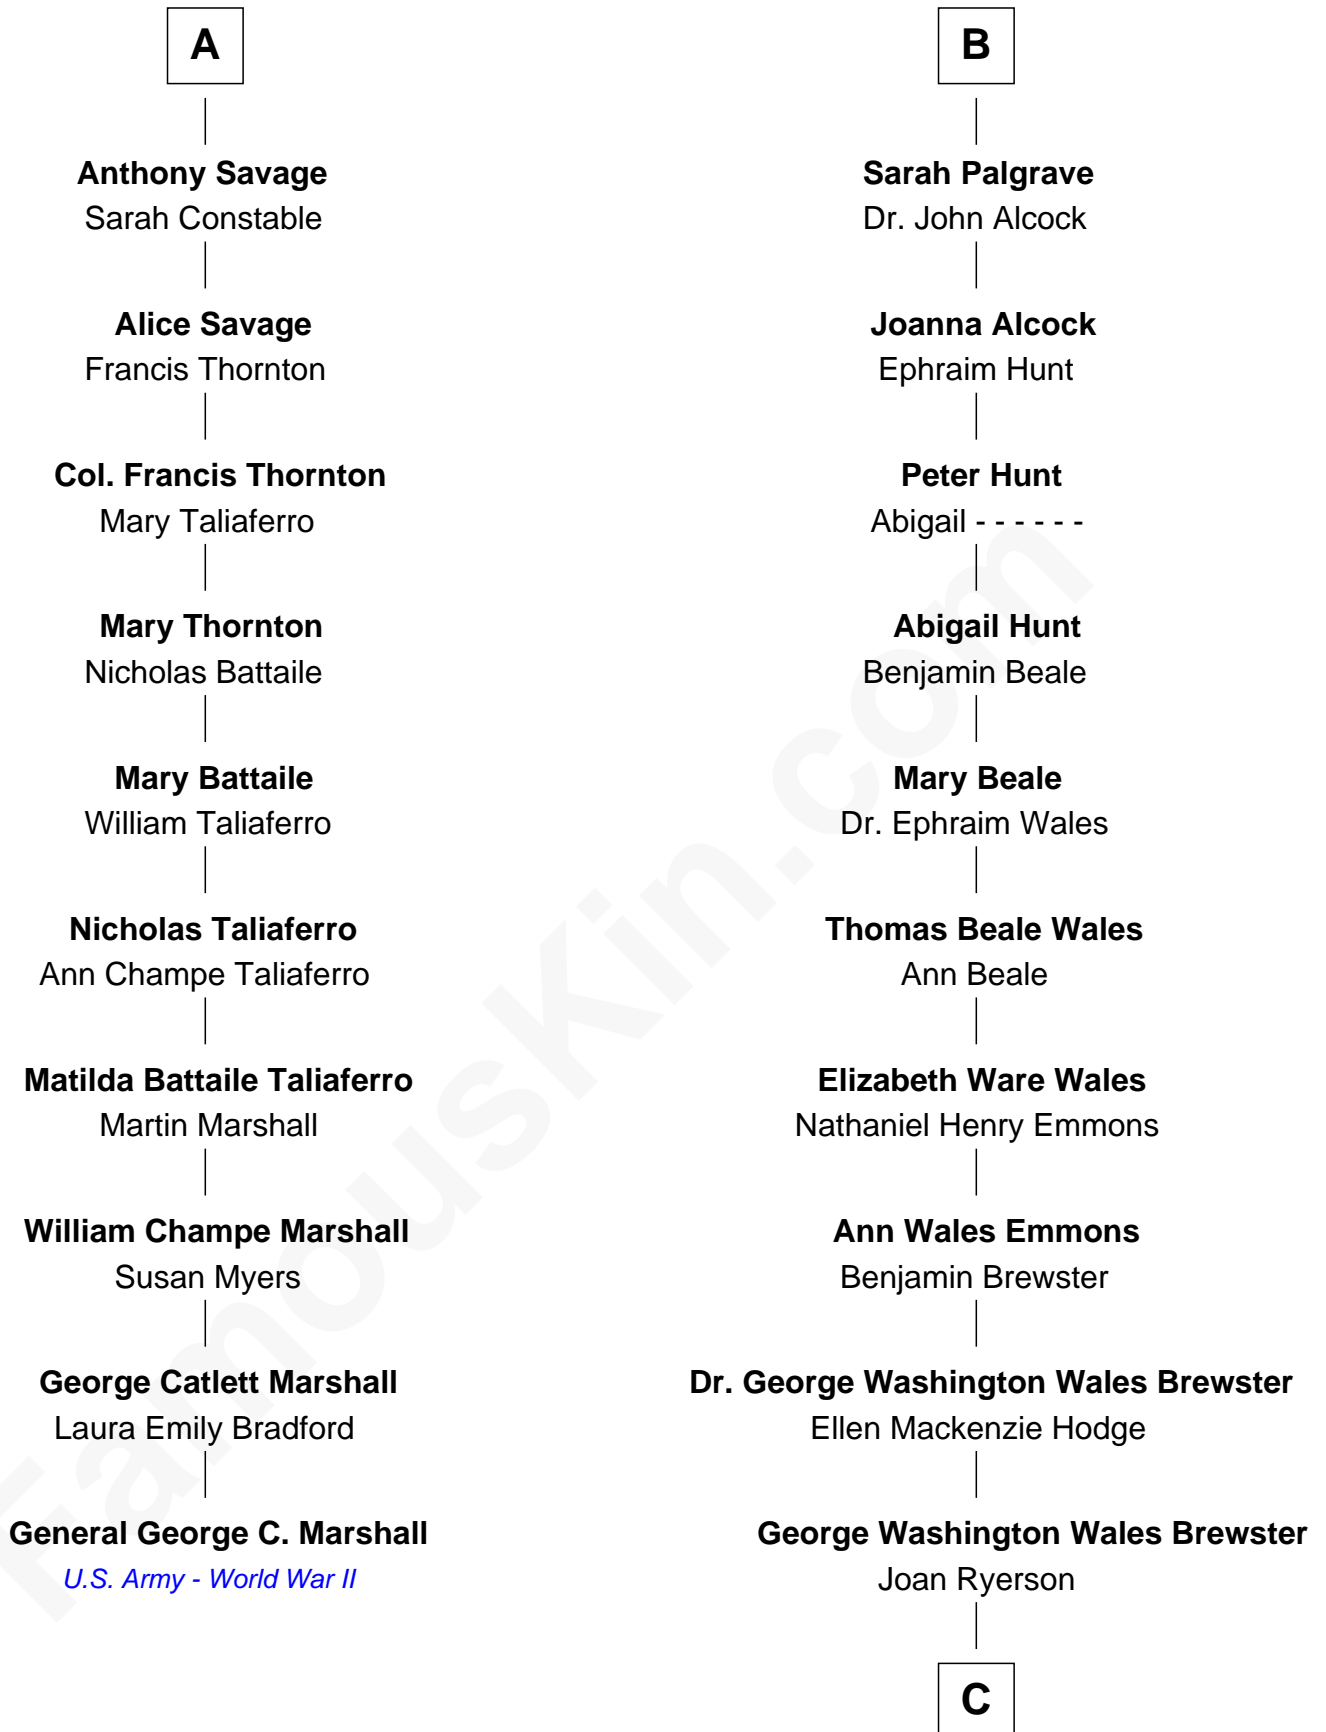 A
Anthony Savage
Sarah Constable
Alice Savage
Francis Thornton
Col. Francis Thornton
Mary Taliaferro
Mary Thornton
Nicholas Battaile
Mary Battaile
William Taliaferro
Nicholas Taliaferro
Ann Champe Taliaferro
Matilda Battaile Taliaferro
Martin Marshall
William Champe Marshall
Susan Myers
George Catlett Marshall
Laura Emily Bradford
General George C. Marshall
U.S. Army - World War II
B
Sarah Palgrave
Dr. John Alcock
Joanna Alcock
Ephraim Hunt
Peter Hunt
Abigail - - - - - -
Abigail Hunt
Benjamin Beale
Mary Beale
Dr. Ephraim Wales
Thomas Beale Wales
Ann Beale
Elizabeth Ware Wales
Nathaniel Henry Emmons
Ann Wales Emmons
Benjamin Brewster
Dr. George Washington Wales Brewster
Ellen Mackenzie Hodge
George Washington Wales Brewster
Joan Ryerson
C
FamousKin.com